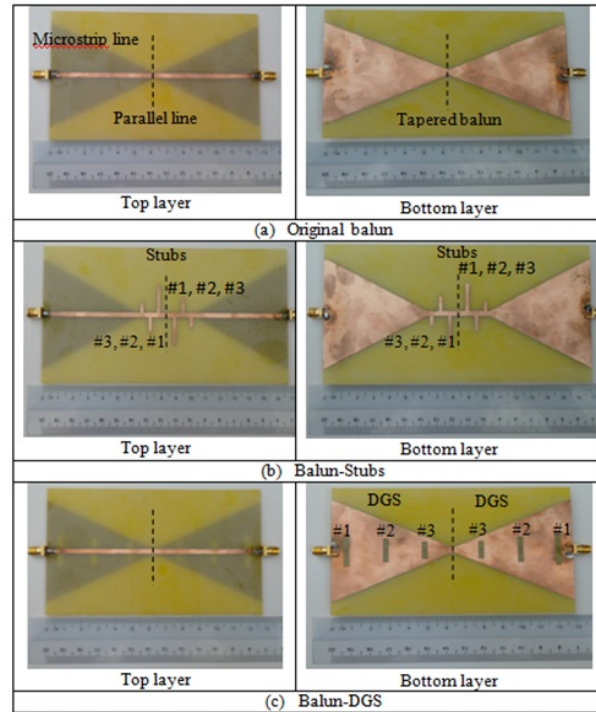 Microstrip line
Parallel line
Tapered balun
Top layer
Bottom layer
(a) Original balun
Stubs
#1, #2, #3
#3, #2, #1
Stubs
#1, #2, #3
#3, #2, #1
Top layer
Bottom layer
(b) Balun-Stubs
DGS
DGS
#1
#2
#3
#3
#2
#1
Top layer
Bottom layer
(c) Balun-DGS